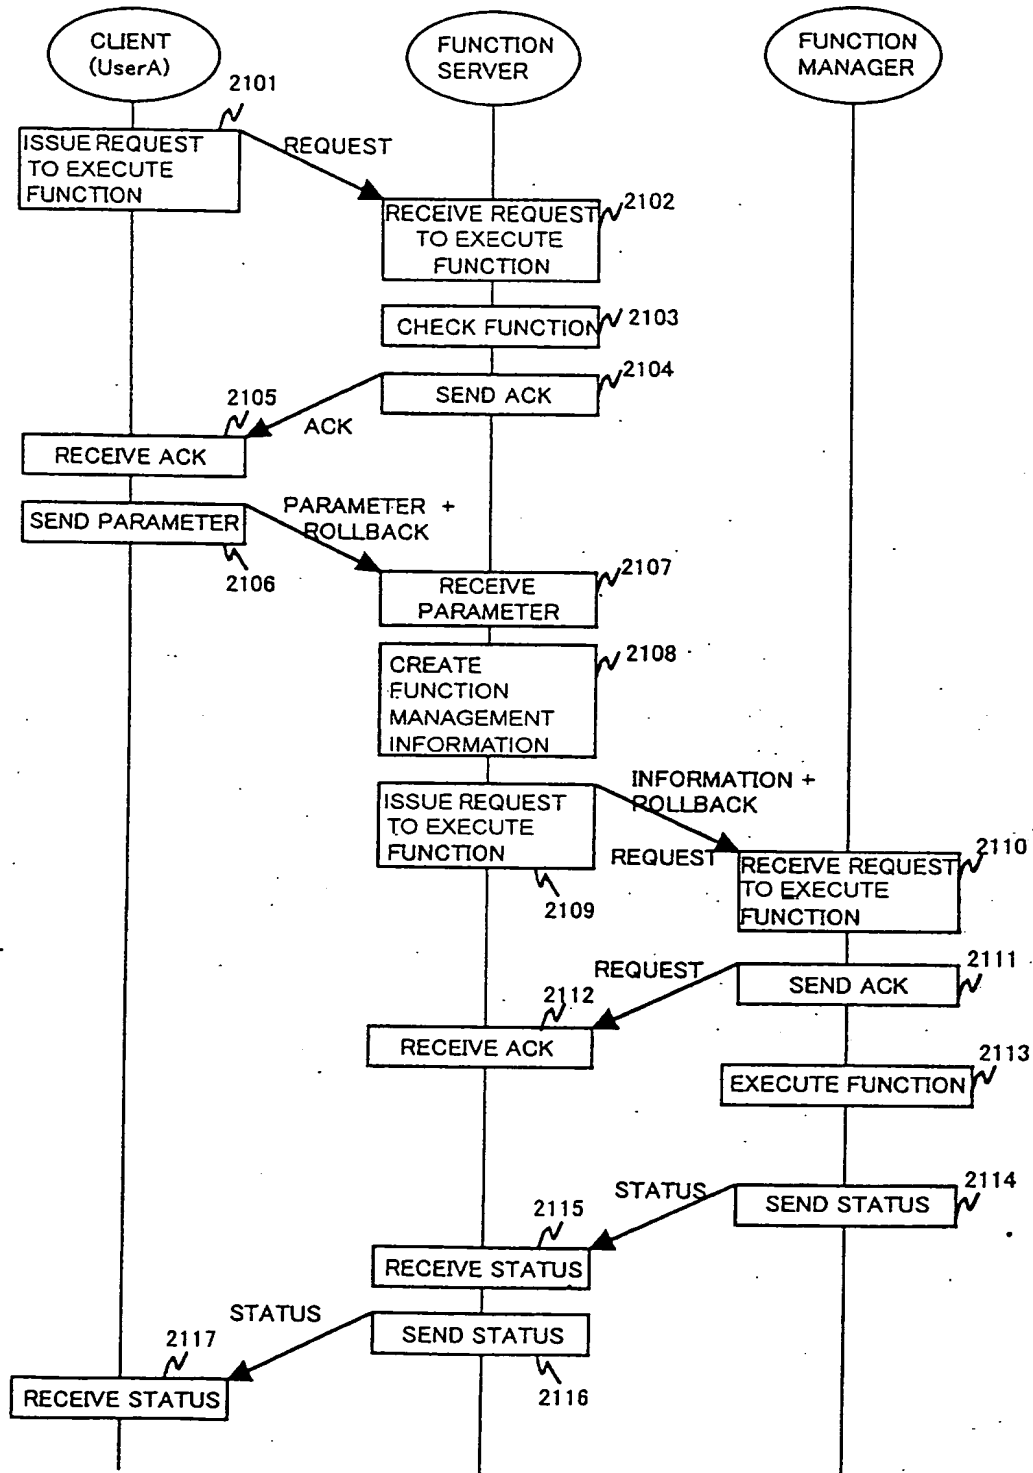 CLIENT
(UserA)
FUNCTION
SERVER
FUNCTION
MANAGER
2101
ISSUE REQUEST
TO EXECUTE
FUNCTION
REQUEST
2102
RECEIVE REQUEST
TO EXECUTE
FUNCTION
2103
CHECK FUNCTION
2104
SEND ACK
2105
ACK
RECEIVE ACK
SEND PARAMETER
2106
PARAMETER +
ROLLBACK
2107
RECEIVE
PARAMETER
2108
CREATE
FUNCTION
MANAGEMENT
INFORMATION
INFORMATION +
ROLLBACK
ISSUE REQUEST
TO EXECUTE
FUNCTION
2109
REQUEST
2110
RECEIVE REQUEST
TO EXECUTE
FUNCTION
2111
SEND ACK
REQUEST
2112
RECEIVE ACK
2113
EXECUTE FUNCTION
2114
SEND STATUS
STATUS
2115
RECEIVE STATUS
SEND STATUS
2116
STATUS
2117
RECEIVE STATUS